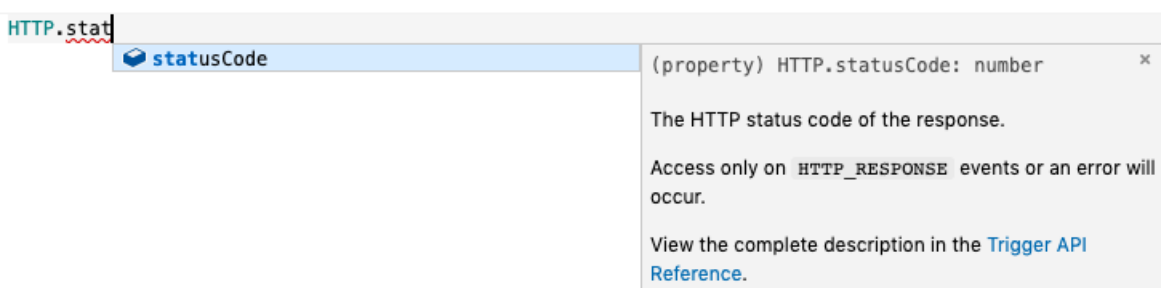 HTTP.stat
statusCode
(property) HTTP.statusCode: number ×
The HTTP status code of the response.
Access only on HTTP_RESPONSE events or an error will
occur.
View the complete description in the Trigger API
Reference.